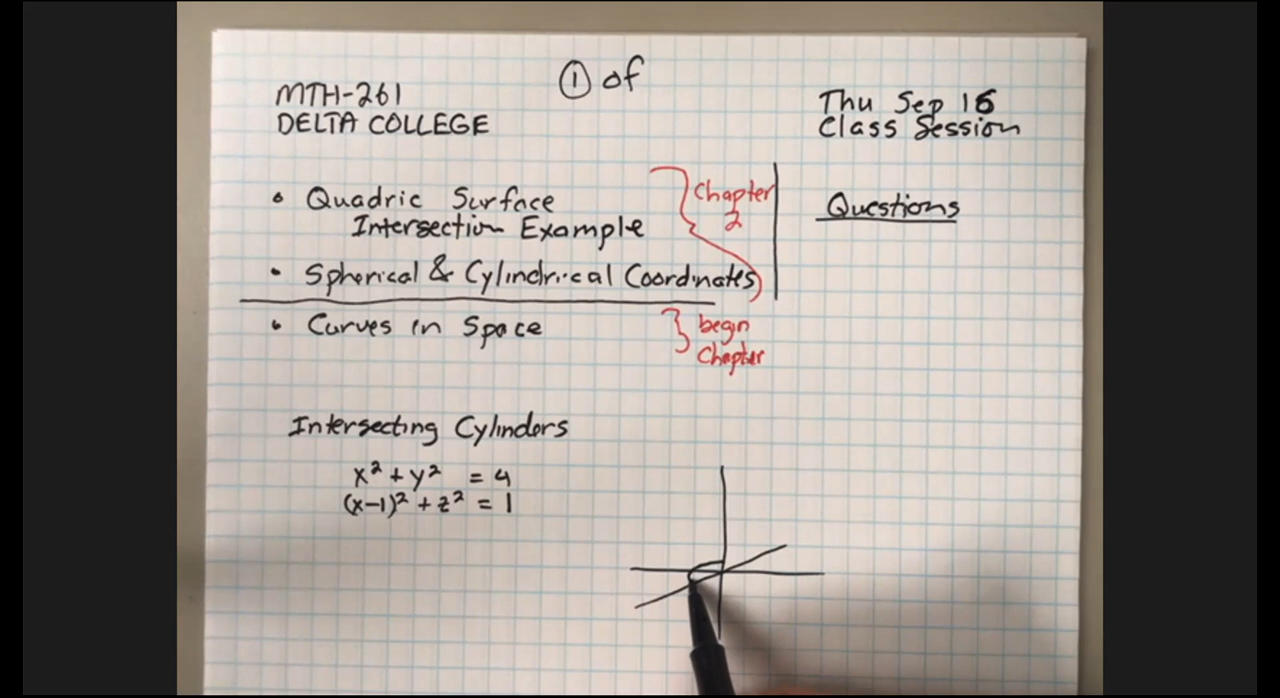 ① of
MTH-261
DELTA COLLEGE
Thu Sep 16
Class Session
• Quadric Surface
Intersection Example
• Spherical & Cylindrical Coordinates
Chapter
2
Questions
• Curves in Space
begin
Chapter
Intersecting Cylinders
x² + y² = 4
(x-1)² + z² = 1